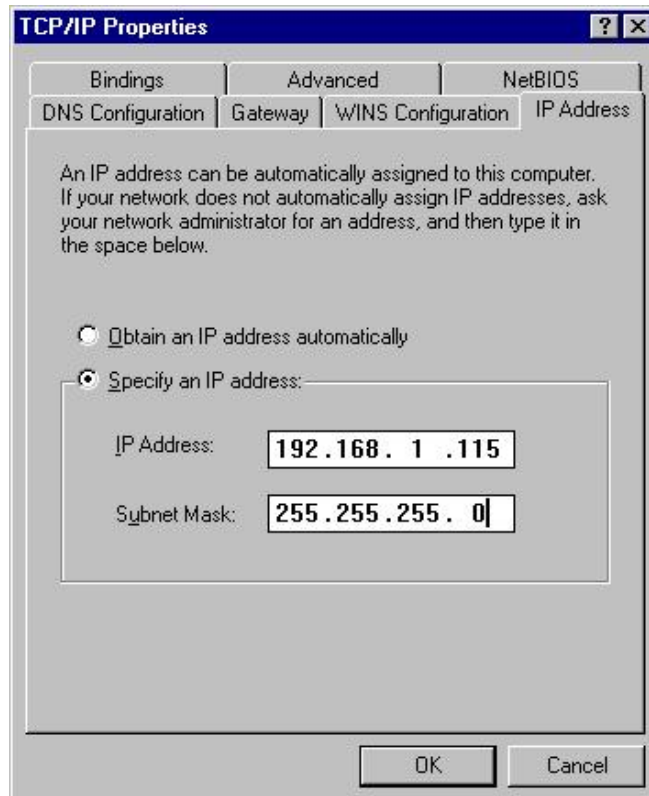 TCP/IP Properties
? ×
Bindings Advanced NetBIOS
DNS Configuration Gateway WINS Configuration IP Address
An IP address can be automatically assigned to this computer.
If your network does not automatically assign IP addresses, ask
your network administrator for an address, and then type it in
the space below.
Obtain an IP address automatically
Specify an IP address:
IP Address: 192.168. 1 .115
Subnet Mask: 255.255.255. 0
OK Cancel